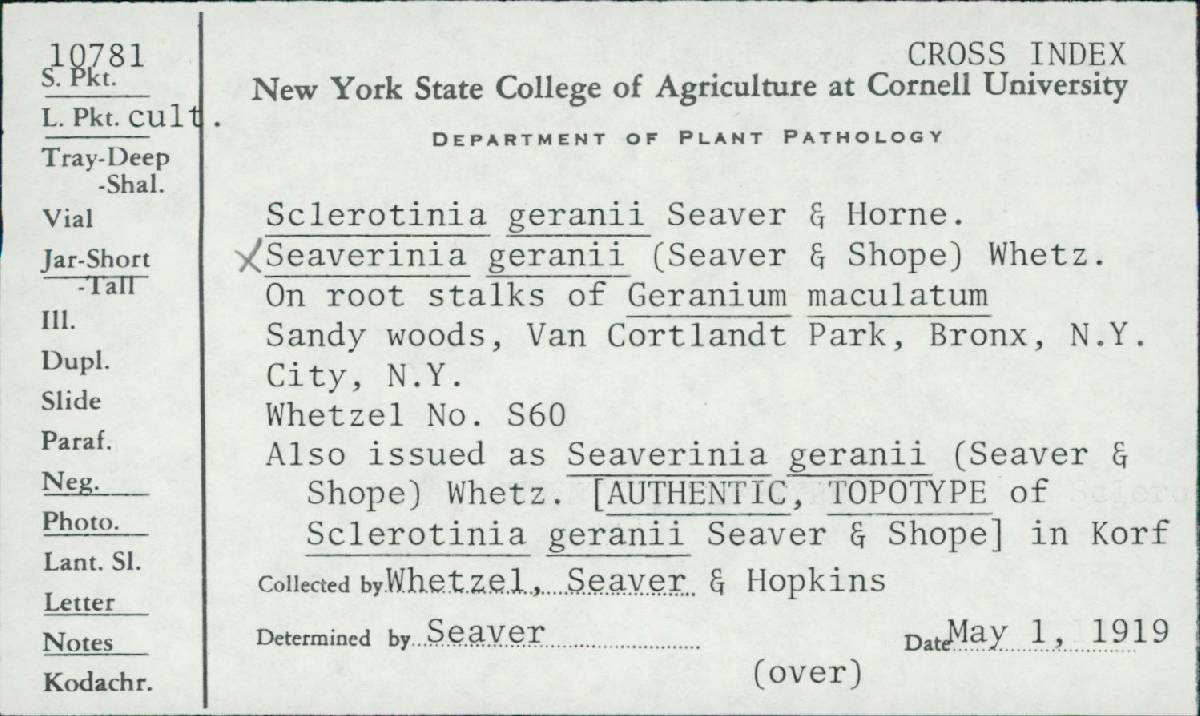 10781
S. Pkt.
L. Pkt. cult.
Tray-Deep
-Shal.
Vial
Jar-Short
-Tall
Ill.
Dupl.
Slide
Paraf.
Neg.
Photo.
Lant. Sl.
Letter
Notes
Kodachr.
CROSS INDEX
New York State College of Agriculture at Cornell University
DEPARTMENT OF PLANT PATHOLOGY
Sclerotinia geranii Seaver & Horne.
X Seaverinia geranii (Seaver & Shope) Whetz.
On root stalks of Geranium maculatum
Sandy woods, Van Cortlandt Park, Bronx, N.Y.
City, N.Y.
Whetzel No. S60
Also issued as Seaverinia geranii (Seaver &
Shope) Whetz. [AUTHENTIC, TOPOTYPE of
Sclerotinia geranii Seaver & Shope] in Korf
Collected by Whetzel, Seaver & Hopkins
Determined by Seaver Date May 1, 1919
(over)